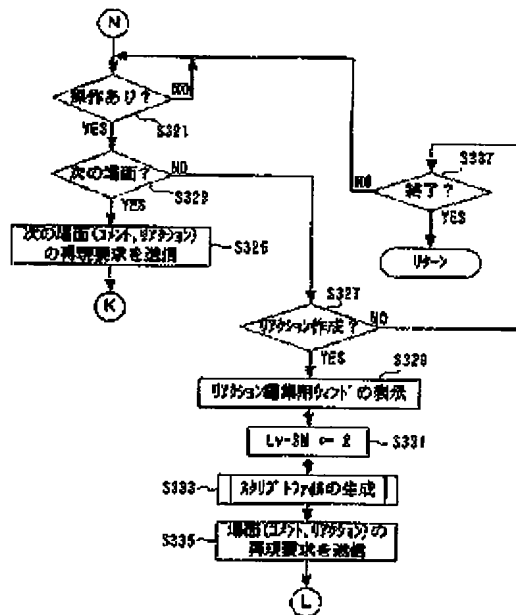 N
操作あり?
NO
S321
YES
次の場面?
NO
S323
YES
次の場面(コメント,リアクション)
の再現要求を送信
S325
K
S337
終了?
NO
YES
リターン
S327
リアクション作成?
NO
YES
リアクション編集用ウィンドウの表示
S329
S331
S333
スクリプトファイルの生成
S335
場面(コメント,リアクション)の
再現要求を送信
L